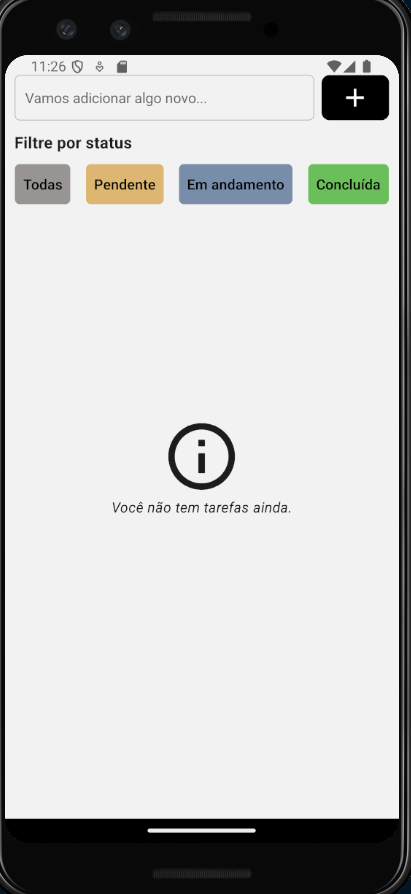 11:26
Vamos adicionar algo novo...
Filtre por status
Todas Pendente Em andamento Concluída
Você não tem tarefas ainda.